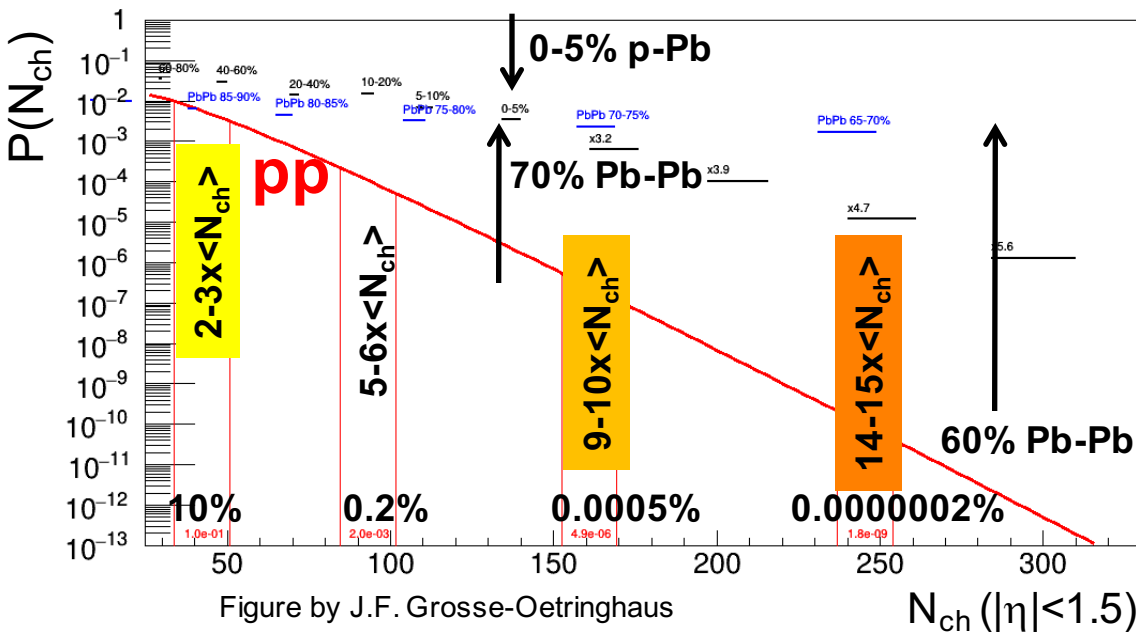 P(N_ch)
1
10^-1
10^-2
10^-3
10^-4
10^-5
10^-6
10^-7
10^-8
10^-9
10^-10
10^-11
10^-12
10^-13
60-80%
40-60%
20-40%
10-20%
5-10%
0-5%
PbPb 85-90%
PbPb 80-85%
PbPb 75-80%
PbPb 70-75%
PbPb 65-70%
0-5% p-Pb
x3.2
x3.9
x4.7
x5.6
pp
70% Pb-Pb
60% Pb-Pb
2-3x<N_ch>
5-6x<N_ch>
9-10x<N_ch>
14-15x<N_ch>
10%
0.2%
0.0005%
0.0000002%
1.0e-01
2.0e-03
4.9e-06
1.8e-09
50
100
150
200
250
300
Figure by J.F. Grosse-Oetringhaus
N_ch (|η|<1.5)